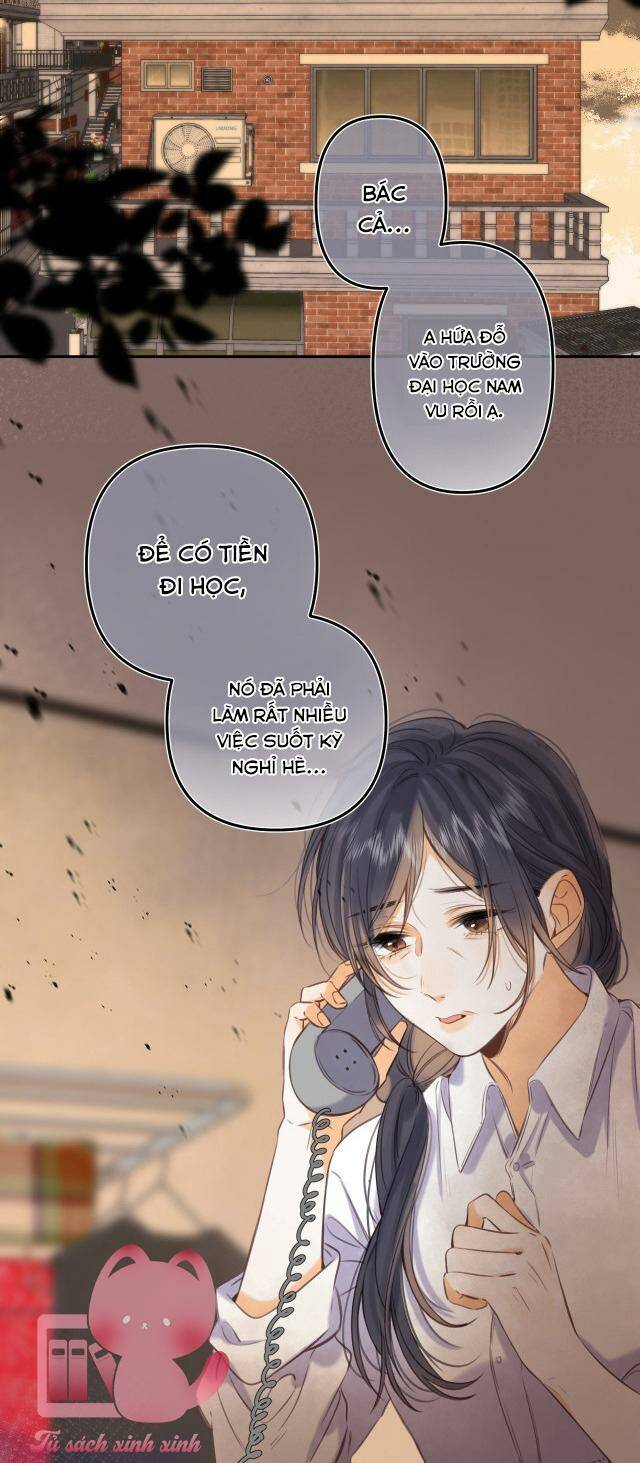 BÁC
CẢ...
A HỨA ĐỖ
VÀO TRƯỜNG
ĐẠI HỌC NAM
VU RỒI Ạ.
ĐỂ CÓ TIỀN
ĐI HỌC,
NÓ ĐÃ PHẢI
LÀM RẤT NHIỀU
VIỆC SUỐT KỲ
NGHỈ HÈ...
Tủ sách xinh xinh